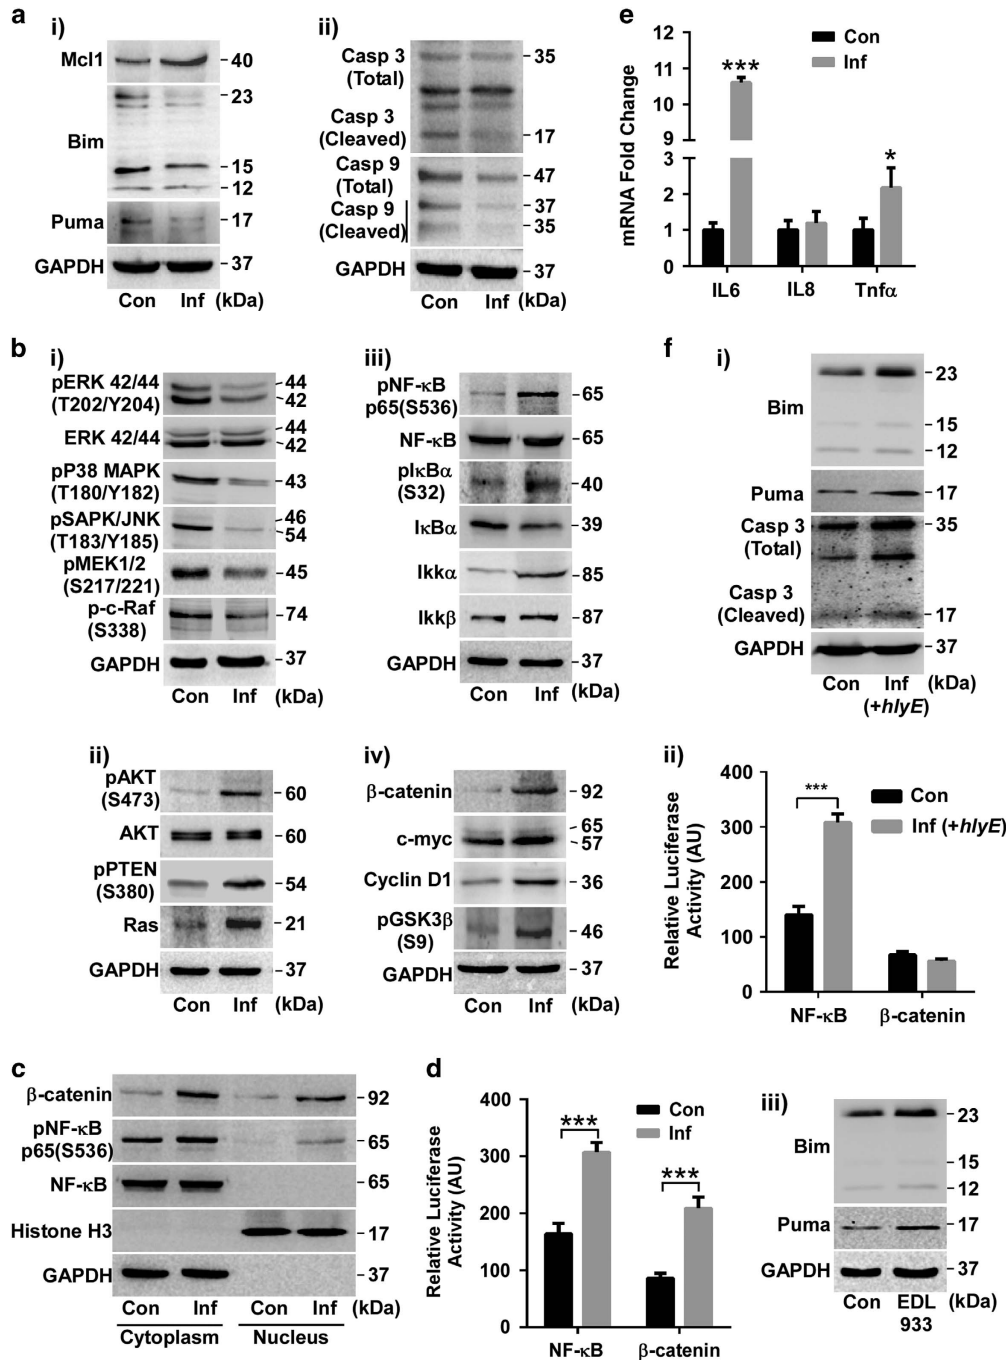 a
i)
Mcl1
40
23
Bim
15
12
Puma
17
GAPDH
37
Con Inf (kDa)
ii)
Casp 3
(Total)
35
Casp 3
(Cleaved)
17
Casp 9
(Total)
47
Casp 9
(Cleaved)
37
35
GAPDH
37
Con Inf (kDa)
e
mRNA Fold Change
12
11
10
9
3
2
1
0
Con
Inf
***
*
IL6 IL8 Tnfα
b
i)
pERK 42/44
(T202/Y204)
44
42
ERK 42/44
44
42
pP38 MAPK
(T180/Y182)
43
pSAPK/JNK
(T183/Y185)
46
54
pMEK1/2
(S217/221)
45
p-c-Raf
(S338)
74
GAPDH
37
Con Inf (kDa)
iii)
pNF-κB
p65(S536)
65
NF-κB
65
pIκBα
(S32)
40
IκBα
39
Ikkα
85
Ikkβ
87
GAPDH
37
Con Inf (kDa)
ii)
pAKT
(S473)
60
AKT
60
pPTEN
(S380)
54
Ras
21
GAPDH
37
Con Inf (kDa)
iv)
β-catenin
92
c-myc
65
57
Cyclin D1
36
pGSK3β
(S9)
46
GAPDH
37
Con Inf (kDa)
f
i)
Bim
23
15
12
Puma
17
Casp 3
(Total)
35
Casp 3
(Cleaved)
17
GAPDH
37
Con Inf (kDa)
(+hlyE)
ii)
Relative Luciferase
Activity (AU)
400
300
200
100
0
***
Con
Inf (+hlyE)
NF-κB β-catenin
c
β-catenin
92
pNF-κB
p65(S536)
65
NF-κB
65
Histone H3
17
GAPDH
37
Con Inf Con Inf (kDa)
Cytoplasm Nucleus
d
Relative Luciferase
Activity (AU)
400
300
200
100
0
***
***
Con
Inf
NF-κB β-catenin
iii)
Bim
23
15
12
Puma
17
GAPDH
37
Con EDL (kDa)
933